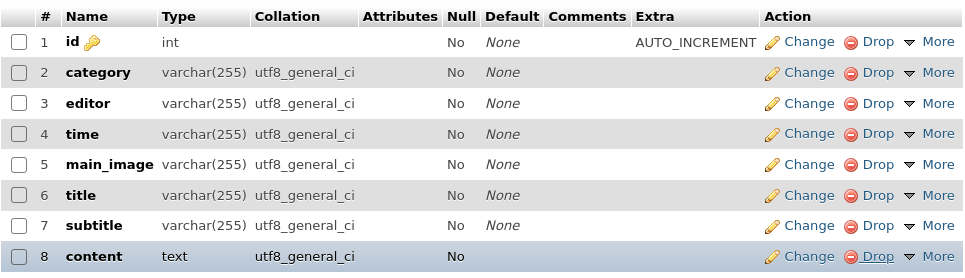 # Name Type Collation Attributes Null Default Comments Extra Action
1 id int No None AUTO_INCREMENT Change Drop More
2 category varchar(255) utf8_general_ci No None Change Drop More
3 editor varchar(255) utf8_general_ci No None Change Drop More
4 time varchar(255) utf8_general_ci No None Change Drop More
5 main_image varchar(255) utf8_general_ci No None Change Drop More
6 title varchar(255) utf8_general_ci No None Change Drop More
7 subtitle varchar(255) utf8_general_ci No None Change Drop More
8 content text utf8_general_ci No Change Drop More